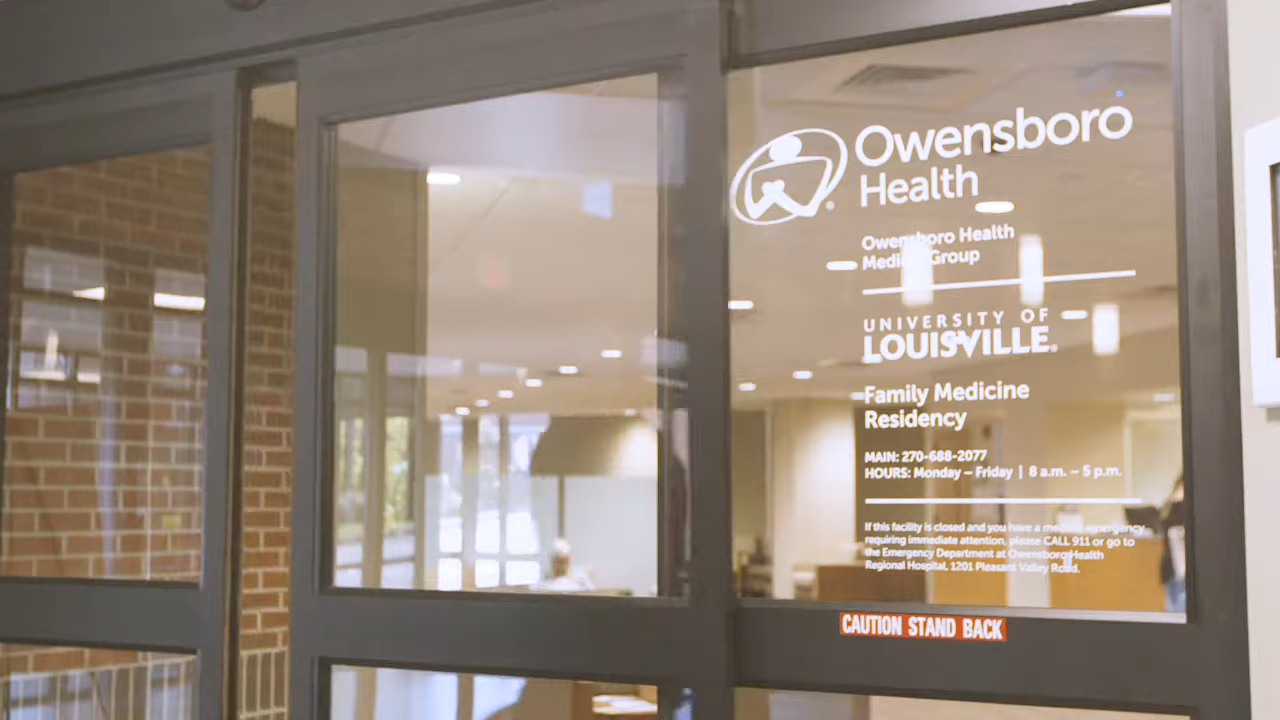 Owensboro
Health
Owensboro Health
Medical Group
UNIVERSITY OF
LOUISVILLE
Family Medicine
Residency
MAIN: 270-688-2077
HOURS: Monday – Friday | 8 a.m. – 5 p.m.
If this facility is closed and you have a medical emergency
requiring immediate attention, please CALL 911 or go to
the Emergency Department at Owensboro Health
Regional Hospital, 1201 Pleasant Valley Road.
CAUTION STAND BACK